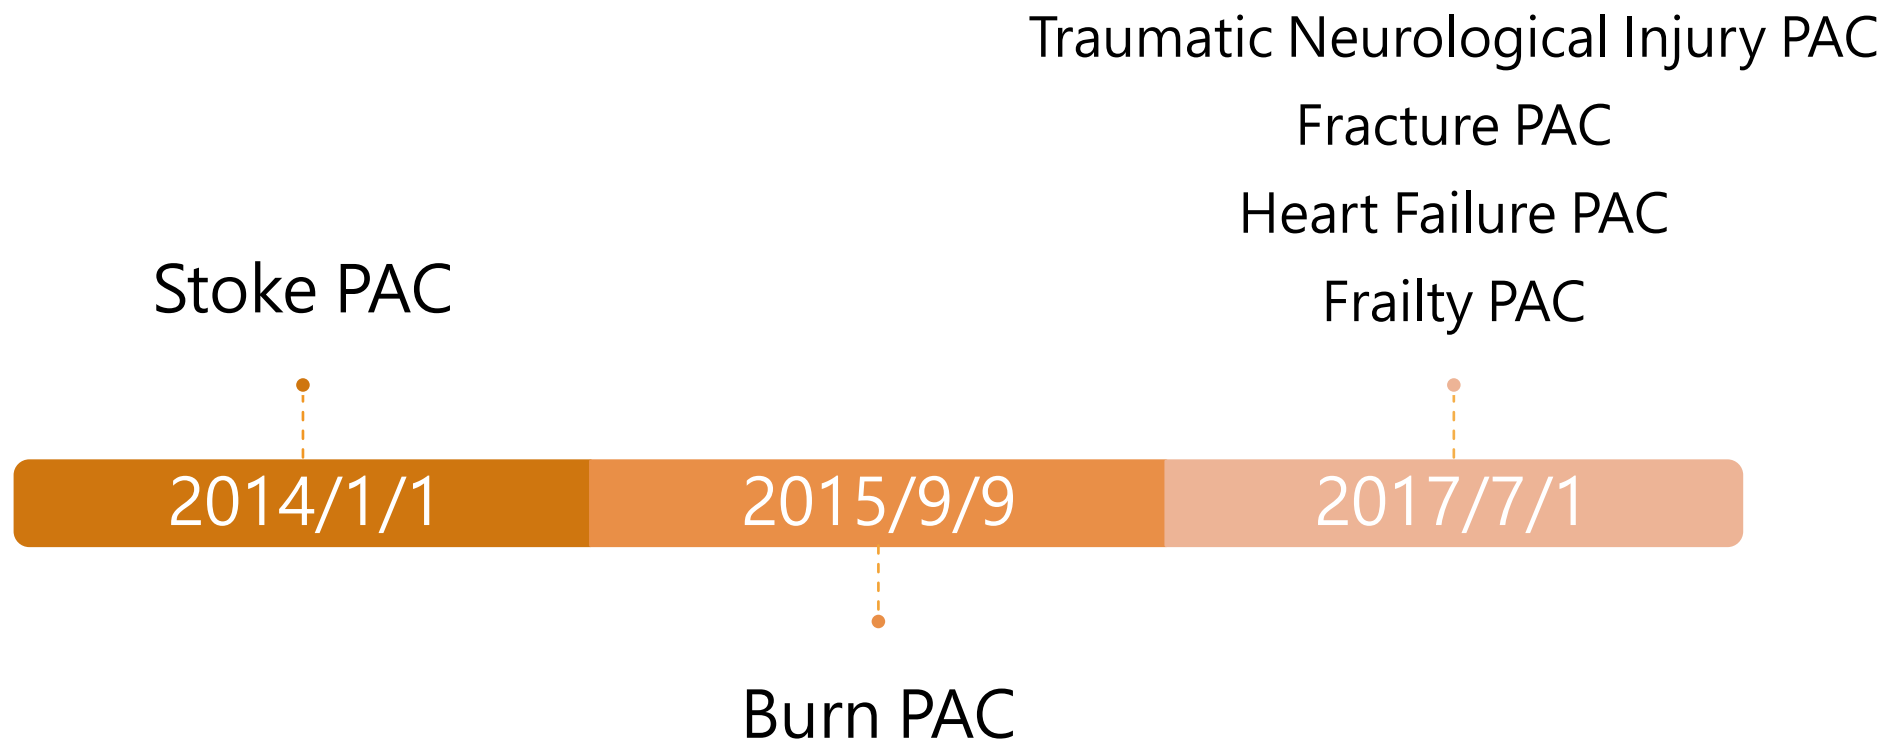 Traumatic Neurological Injury PAC
Fracture PAC
Heart Failure PAC
Frailty PAC
Stoke PAC
2014/1/1
2015/9/9
2017/7/1
Burn PAC